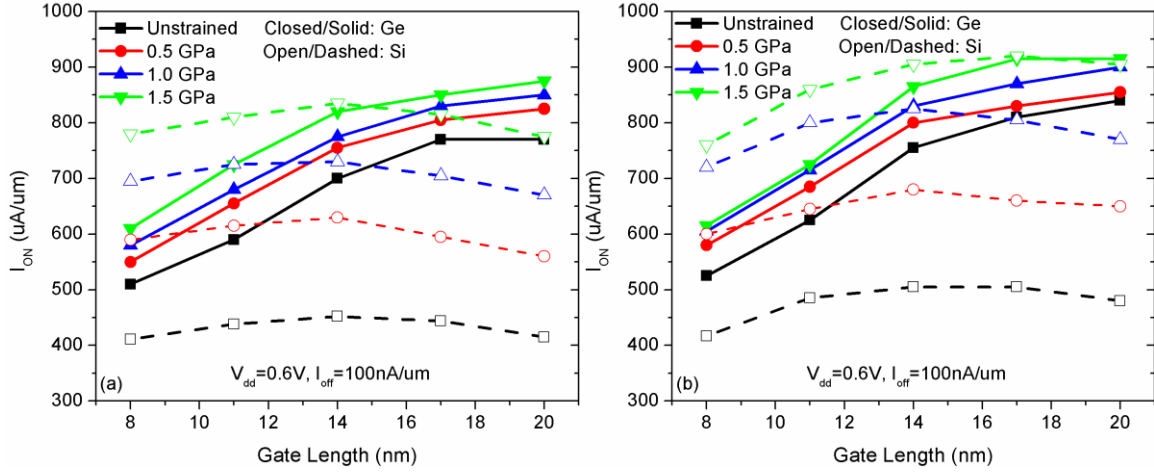 1000
900
800
700
600
500
400
300
I_ON (uA/um)
Unstrained
0.5 GPa
1.0 GPa
1.5 GPa
Closed/Solid: Ge
Open/Dashed: Si
(a)
V_dd=0.6V, I_off=100nA/um
8 10 12 14 16 18 20
Gate Length (nm)
1000
900
800
700
600
500
400
300
I_ON (uA/um)
Unstrained
0.5 GPa
1.0 GPa
1.5 GPa
Closed/Solid: Ge
Open/Dashed: Si
(b)
V_dd=0.6V, I_off=100nA/um
8 10 12 14 16 18 20
Gate Length (nm)